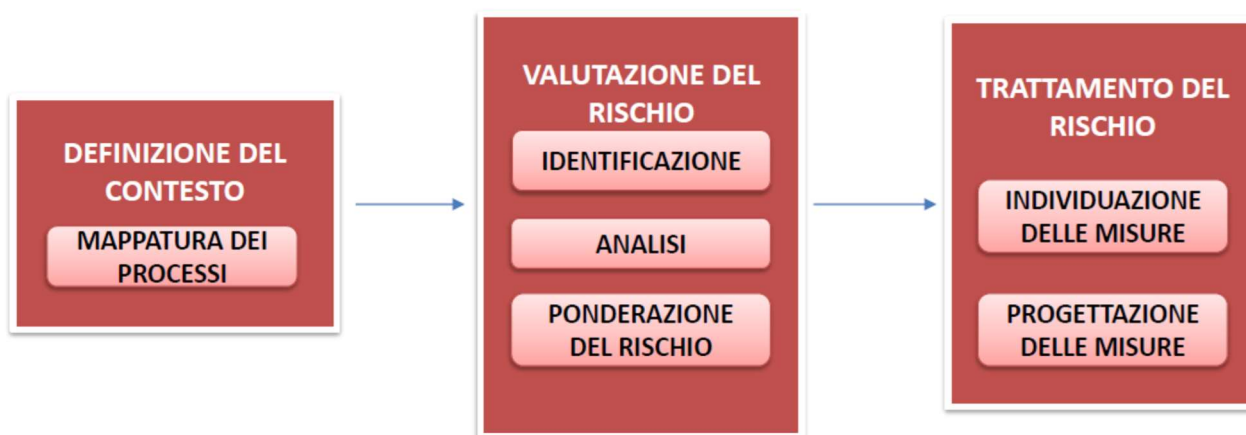 DEFINIZIONE DEL
CONTESTO
MAPPATURA DEI
PROCESSI
VALUTAZIONE DEL
RISCHIO
IDENTIFICAZIONE
ANALISI
PONDERAZIONE
DEL RISCHIO
TRATTAMENTO DEL
RISCHIO
INDIVIDUAZIONE
DELLE MISURE
PROGETTAZIONE
DELLE MISURE